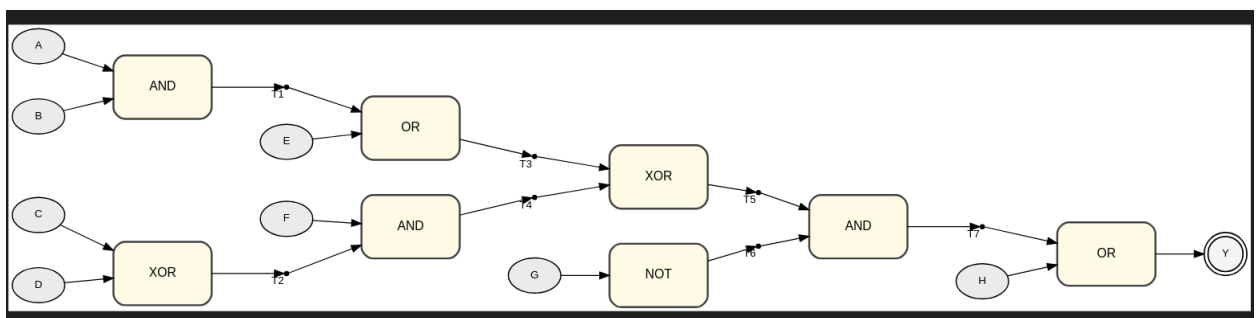 A
B
AND
T1
E
OR
T3
C
D
XOR
T2
F
AND
T4
XOR
T5
G
NOT
T6
AND
T7
H
OR
Y